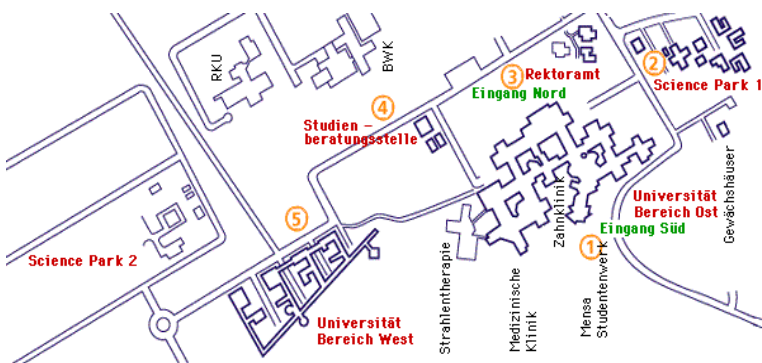 RKU
BWK
2
3
Rektoramt
Science Park 1
Eingang Nord
4
Studien –
beratungsstelle
Zahnklinik
Gewächshäuser
Universität
Bereich Ost
5
Eingang Süd
1
Science Park 2
Strahlentherapie
Medizinische
Klinik
Mensa
Studentenwerk
Universität
Bereich West